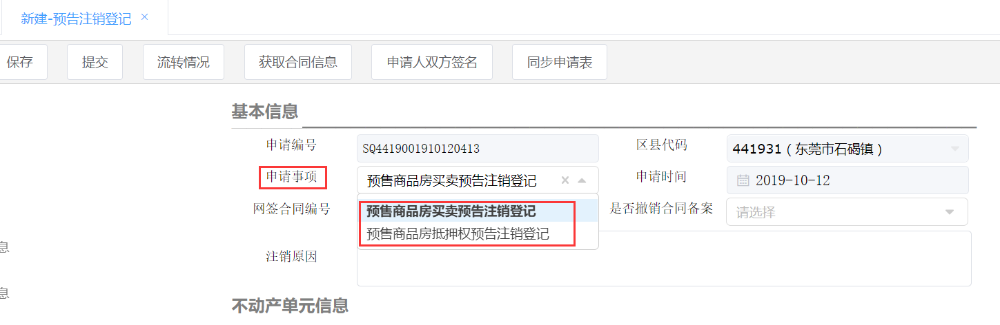 新建-预告注销登记 ×
保存 提交 流转情况 获取合同信息 申请人双方签名 同步申请表
基本信息
申请编号 SQ4419001910120413 区县代码 441931（东莞市石碣镇）
申请事项 预售商品房买卖预告注销登记 × 申请时间 2019-10-12
网签合同编号 预售商品房买卖预告注销登记 是否撤销合同备案 请选择
预售商品房抵押权预告注销登记
息
注销原因
息
不动产单元信息